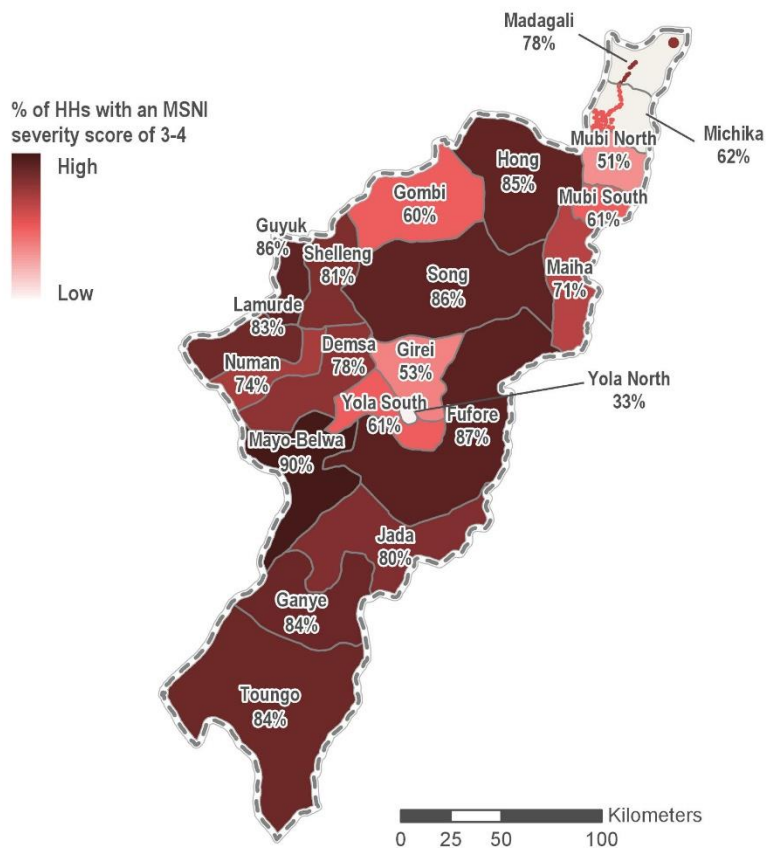 Madagali
78%
% of HHs with an MSNI
severity score of 3-4
High
Low
Michika
62%
Mubi North
51%
Hong
85%
Gombi
60%
Mubi South
61%
Guyuk
86%
Shelleng
81%
Song
86%
Maiha
71%
Lamurde
83%
Demsa
78%
Girei
53%
Numan
74%
Yola North
33%
Yola South
61%
Fufore
87%
Mayo-Belwa
90%
Jada
80%
Ganye
84%
Toungo
84%
Kilometers
0 25 50 100